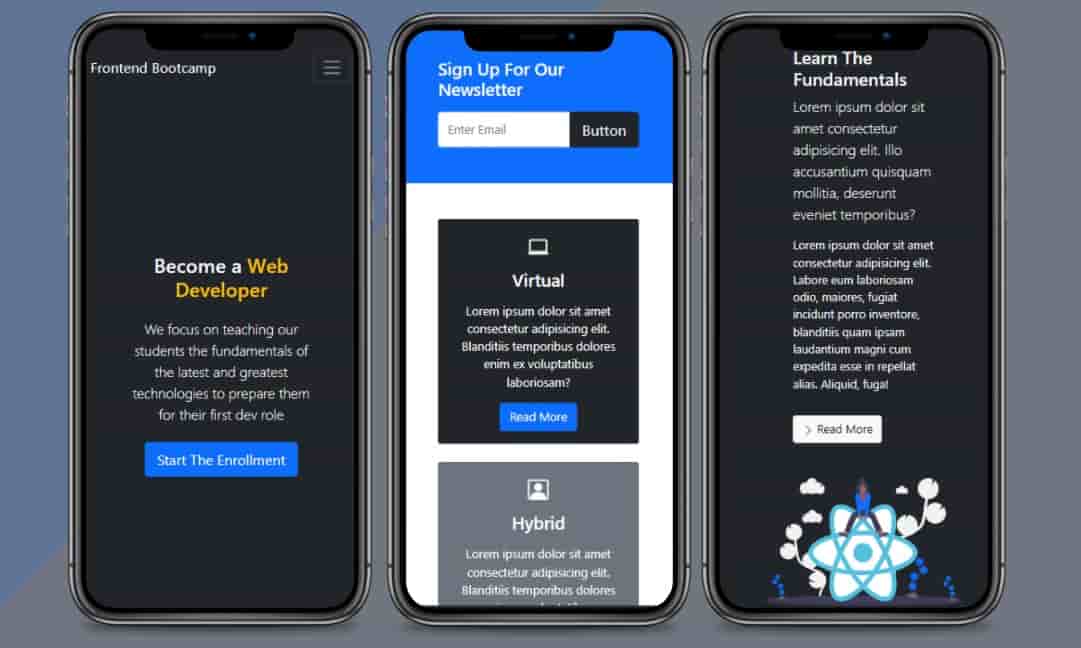 Frontend Bootcamp
Become a Web
Developer
We focus on teaching our
students the fundamentals of
the latest and greatest
technologies to prepare them
for their first dev role
Start The Enrollment
Sign Up For Our
Newsletter
Enter Email
Button
Virtual
Lorem ipsum dolor sit amet
consectetur adipisicing elit.
Blanditiis temporibus dolores
enim ex voluptatibus
laboriosam?
Read More
Hybrid
Lorem ipsum dolor sit amet
consectetur adipisicing elit.
Blanditiis temporibus dolores
Learn The
Fundamentals
Lorem ipsum dolor sit
amet consectetur
adipisicing elit. Illo
accusantium quisquam
mollitia, deserunt
eveniet temporibus?
Lorem ipsum dolor sit amet
consectetur adipisicing elit.
Labore eum laboriosam
odio, maiores, fugiat
incidunt porro inventore,
blanditiis quam ipsam
laudantium magni cum
expedita esse in repellat
alias. Aliquid, fuga!
Read More